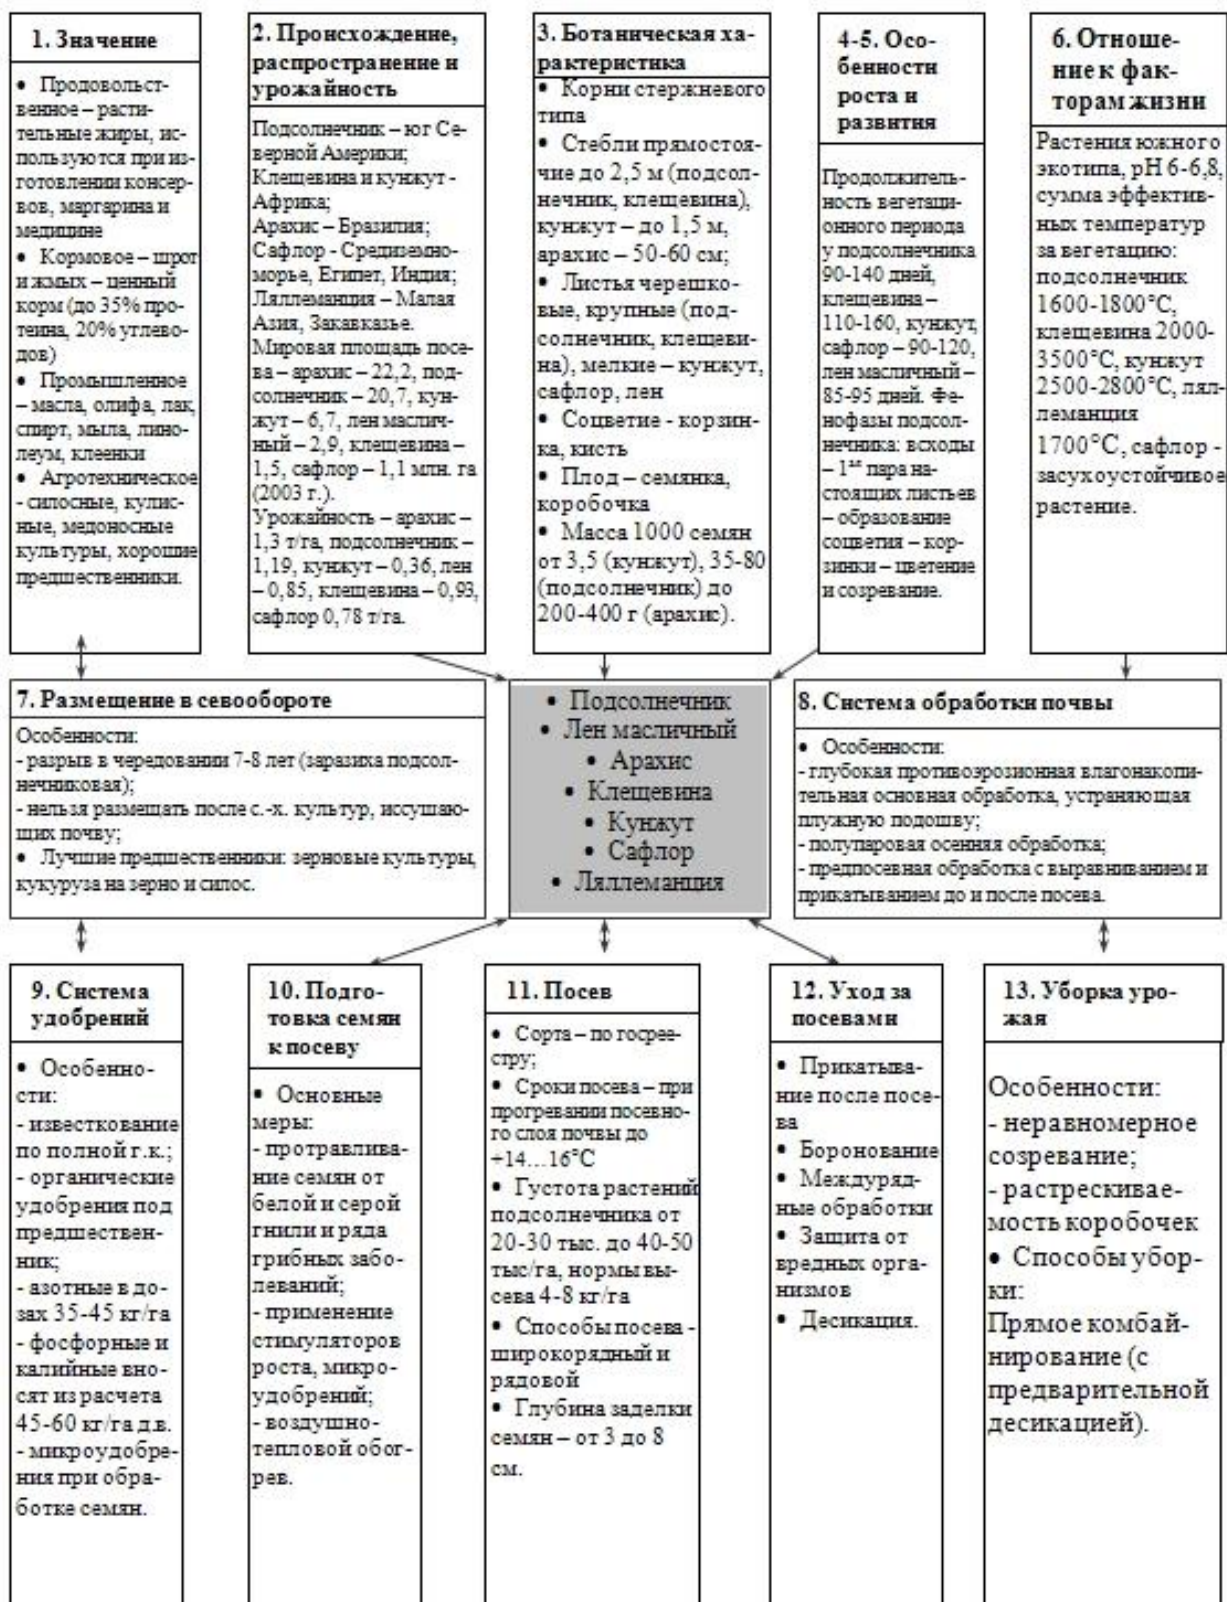 1. Значение
• Продовольст-
венное – расти-
тельные жиры, ис-
пользуются при из-
готовлении консер-
вов, маргарина и
медицине
• Кормовое – шрот
и жмых – ценный
корм (до 35% про-
теина, 20% углево-
дов)
• Промышленное
– масла, олифа, лак,
спирт, мыла, лино-
леум, клеенки
• Агротехническое
- силосные, кулис-
ные, медоносные
культуры, хорошие
предшественники.
2. Происхождение,
распространение и
урожайность
Подсолнечник – юг Се-
верной Америки;
Клещевина и кунжут -
Африка;
Арахис – Бразилия;
Сафлор - Средиземно-
морье, Египет, Индия;
Ляллеманция – Малая
Азия, Закавказье.
Мировая площадь посе-
ва – арахис – 22,2, под-
солнечник – 20,7, кун-
жут – 6,7, лен маслич-
ный – 2,9, клещевина –
1,5, сафлор – 1,1 млн. га
(2003 г.).
Урожайность – арахис –
1,3 т/га, подсолнечник –
1,19, кунжут – 0,36, лен
– 0,85, клещевина – 0,93,
сафлор 0,78 т/га.
3. Ботаническая ха-
рактеристика
• Корни стержневого
типа
• Стебли прямостоя-
чие до 2,5 м (подсол-
нечник, клещевина),
кунжут – до 1,5 м,
арахис – 50-60 см;
• Листья черешко-
вые, крупные (под-
солнечник, клещеви-
на), мелкие – кунжут,
сафлор, лен
• Соцветие - корзин-
ка, кисть
• Плод – семянка,
коробочка
• Масса 1000 семян
от 3,5 (кунжут), 35-80
(подсолнечник) до
200-400 г (арахис).
4-5. Осо-
бенности
роста и
развития
Продолжитель-
ность вегетаци-
онного периода
у подсолнечника
90-140 дней,
клещевина –
110-160, кунжут,
сафлор – 90-120,
лен масличный –
85-95 дней. Фе-
нофазы подсол-
нечника: всходы
– 1ая пара на-
стоящих листьев
– образование
соцветия – кор-
зинки – цветение
и созревание.
6. Отноше-
ние к фак-
торам жизни
Растения южного
экотипа, рН 6-6,8,
сумма эффектив-
ных температур
за вегетацию:
подсолнечник
1600-1800°С,
клещевина 2000-
3500°С, кунжут
2500-2800°С, лял-
леманция
1700°С, сафлор -
засухоустойчивое
растение.
7. Размещение в севообороте
Особенности:
- разрыв в чередовании 7-8 лет (заразиха подсол-
нечниковая);
- нельзя размещать после с.-х. культур, иссушаю-
щих почву;
• Лучшие предшественники: зерновые культуры,
кукуруза на зерно и силос.
• Подсолнечник
• Лен масличный
• Арахис
• Клещевина
• Кунжут
• Сафлор
• Ляллеманция
8. Система обработки почвы
• Особенности:
- глубокая противоэрозионная влагонакопи-
тельная основная обработка, устраняющая
плужную подошву;
- полупаровая осенняя обработка;
- предпосевная обработка с выравниванием и
прикатыванием до и после посева.
9. Система
удобрений
• Особенно-
сти:
- известкование
по полной г.к.;
- органические
удобрения под
предшествен-
ник;
- азотные в до-
зах 35-45 кг/га
- фосфорные и
калийные вно-
сят из расчета
45-60 кг/га д.в.
- микроудобре-
ния при обра-
ботке семян.
10. Подго-
товка семян
к посеву
• Основные
меры:
- протравлива-
ние семян от
белой и серой
гнили и ряда
грибных забо-
леваний;
- применение
стимуляторов
роста, микро-
удобрений;
- воздушно-
тепловой обог-
рев.
11. Посев
• Сорта – по госрее-
стру;
• Сроки посева – при
прогревании посевно-
го слоя почвы до
+14…16°С
• Густота растений
подсолнечника от
20-30 тыс. до 40-50
тыс/га, нормы вы-
сева 4-8 кг/га
• Способы посева -
широкорядный и
рядовой
• Глубина заделки
семян – от 3 до 8
см.
12. Уход за
посевами
• Прикатыва-
ние после посе-
ва
• Боронование
• Междуряд-
ные обработки
• Защита от
вредных орга-
низмов
• Десикация.
13. Уборка уро-
жая
Особенности:
- неравномерное
созревание;
- растрескивае-
мость коробочек
• Способы убор-
ки:
Прямое комбай-
нирование (с
предварительной
десикацией).